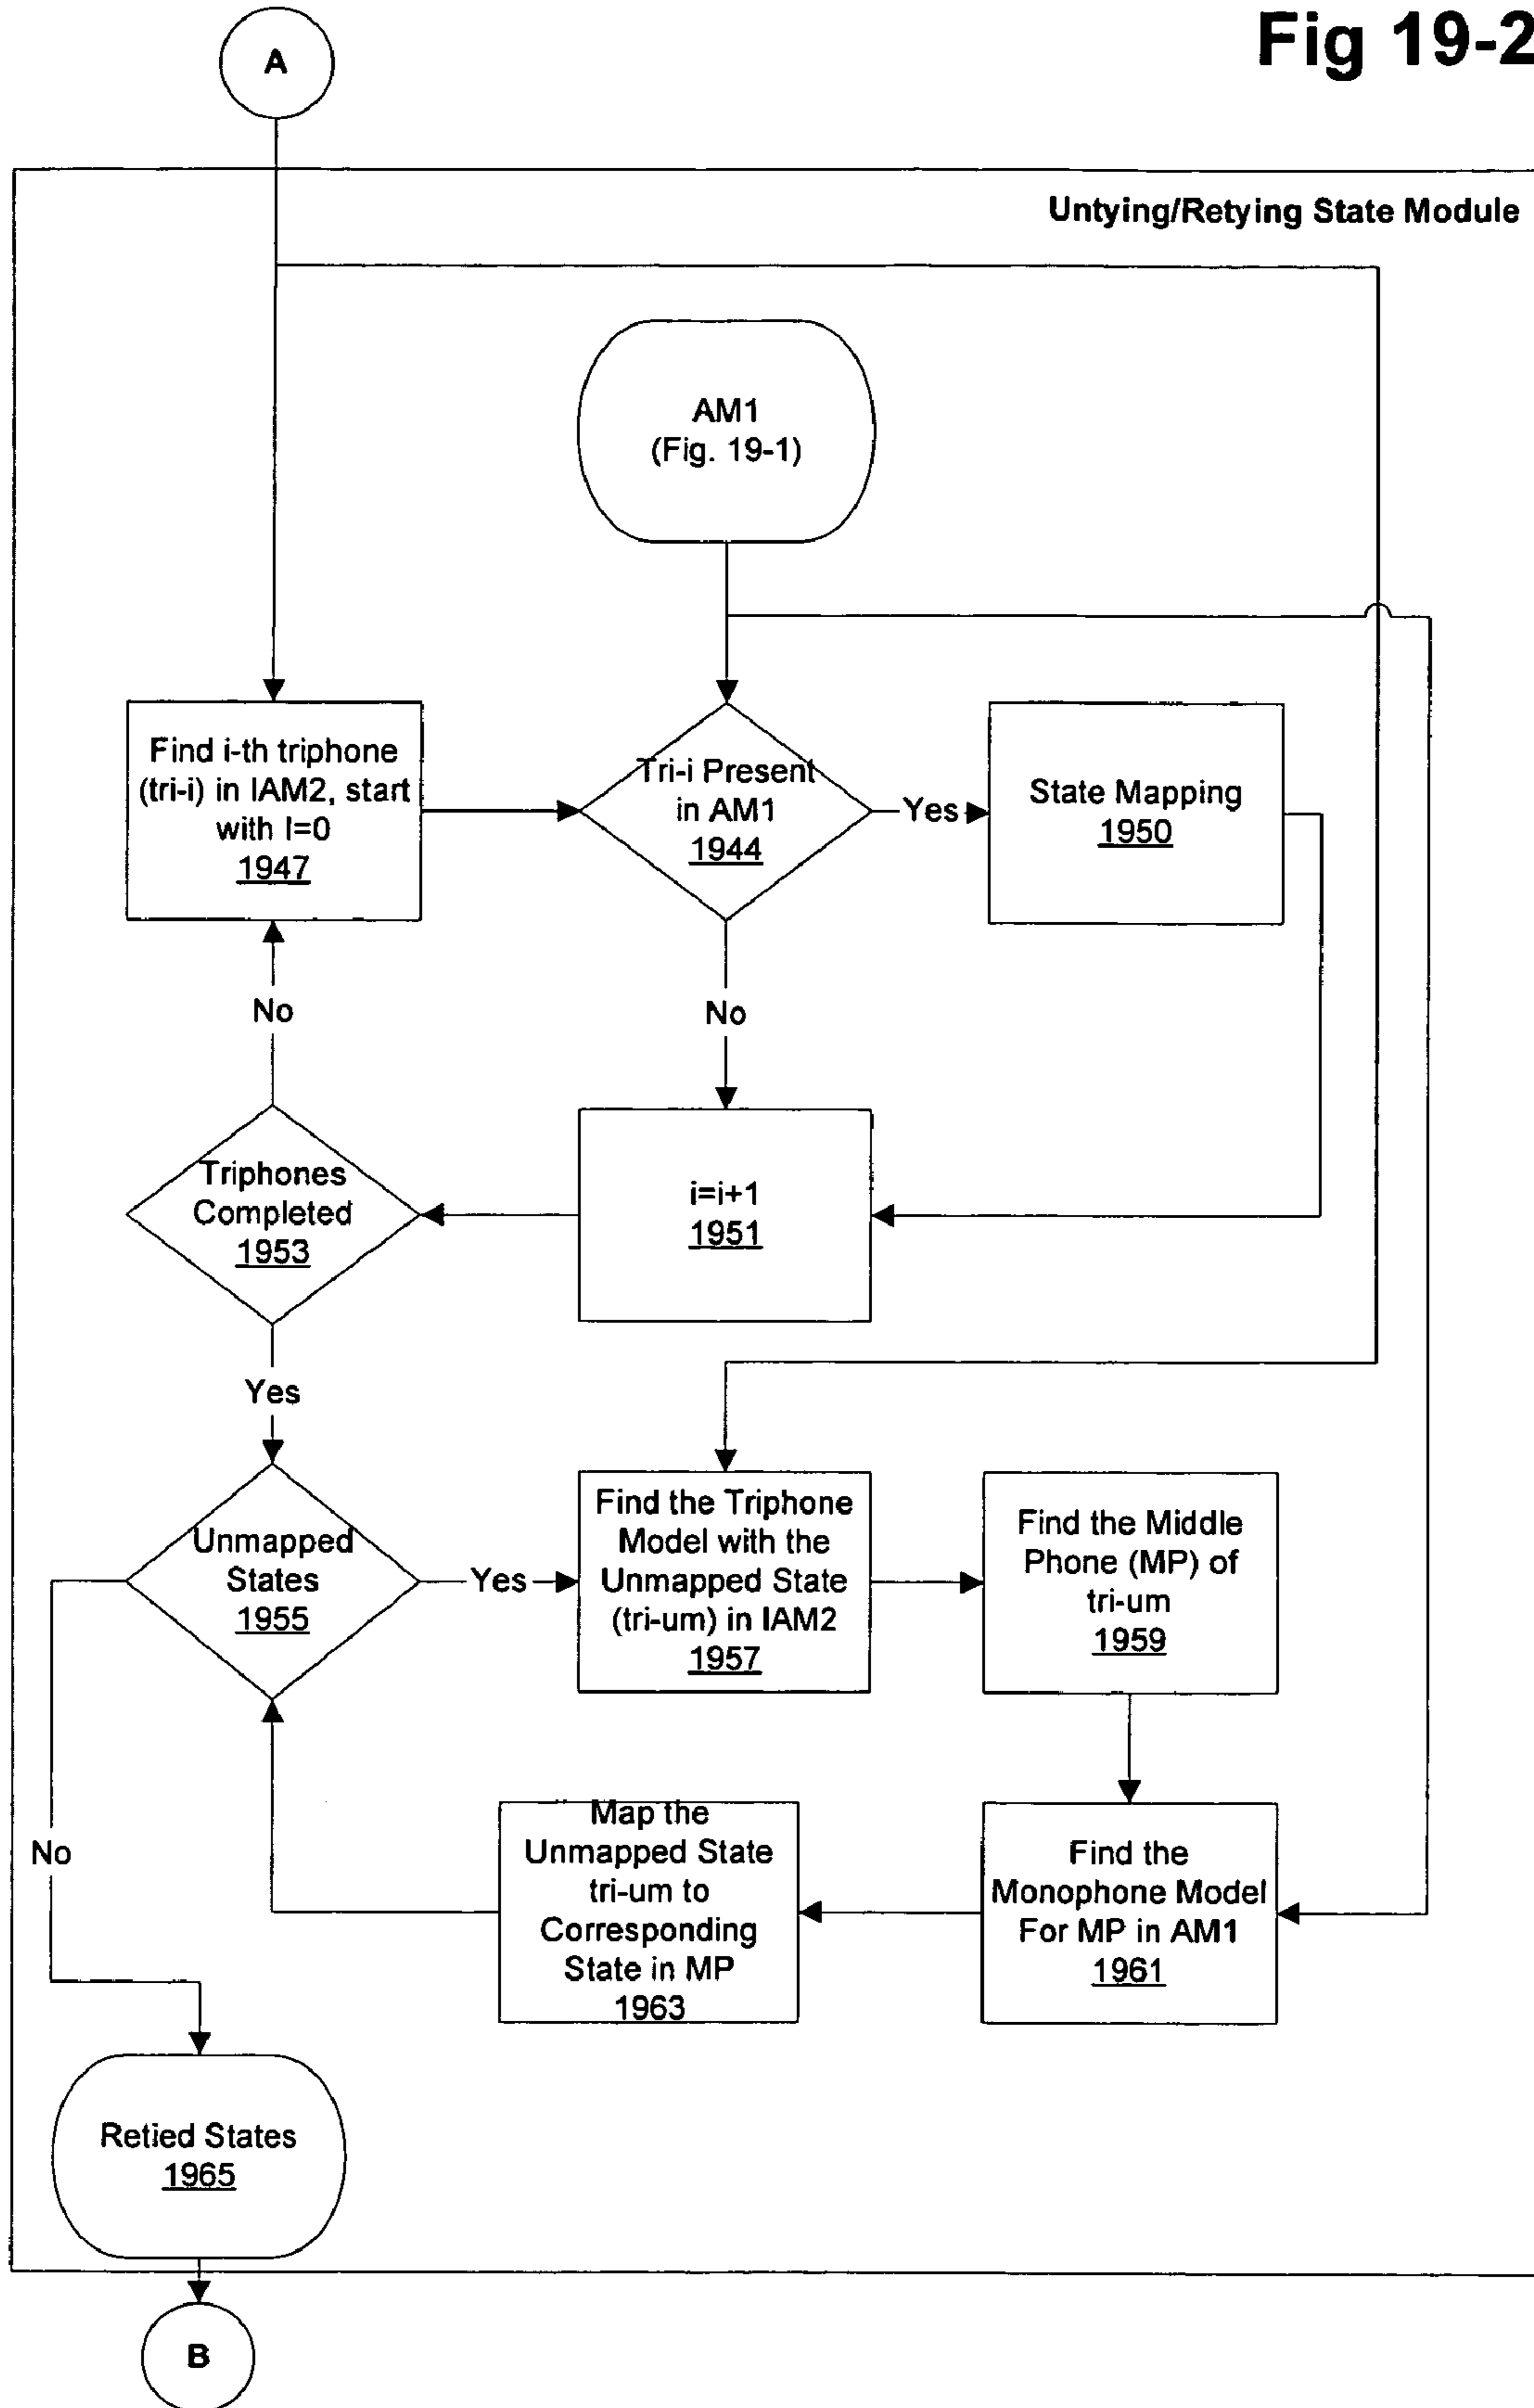 Fig 19-2
A
Untying/Retying State Module
AM1
(Fig. 19-1)
Find i-th triphone
(tri-i) in IAM2, start
with I=0
1947
Tri-i Present
in AM1
1944
Yes
State Mapping
1950
No
No
Triphones
Completed
1953
i=i+1
1951
Yes
Unmapped
States
1955
Yes
Find the Triphone
Model with the
Unmapped State
(tri-um) in IAM2
1957
Find the Middle
Phone (MP) of
tri-um
1959
No
Map the
Unmapped State
tri-um to
Corresponding
State in MP
1963
Find the
Monophone Model
For MP in AM1
1961
Retied States
1965
B